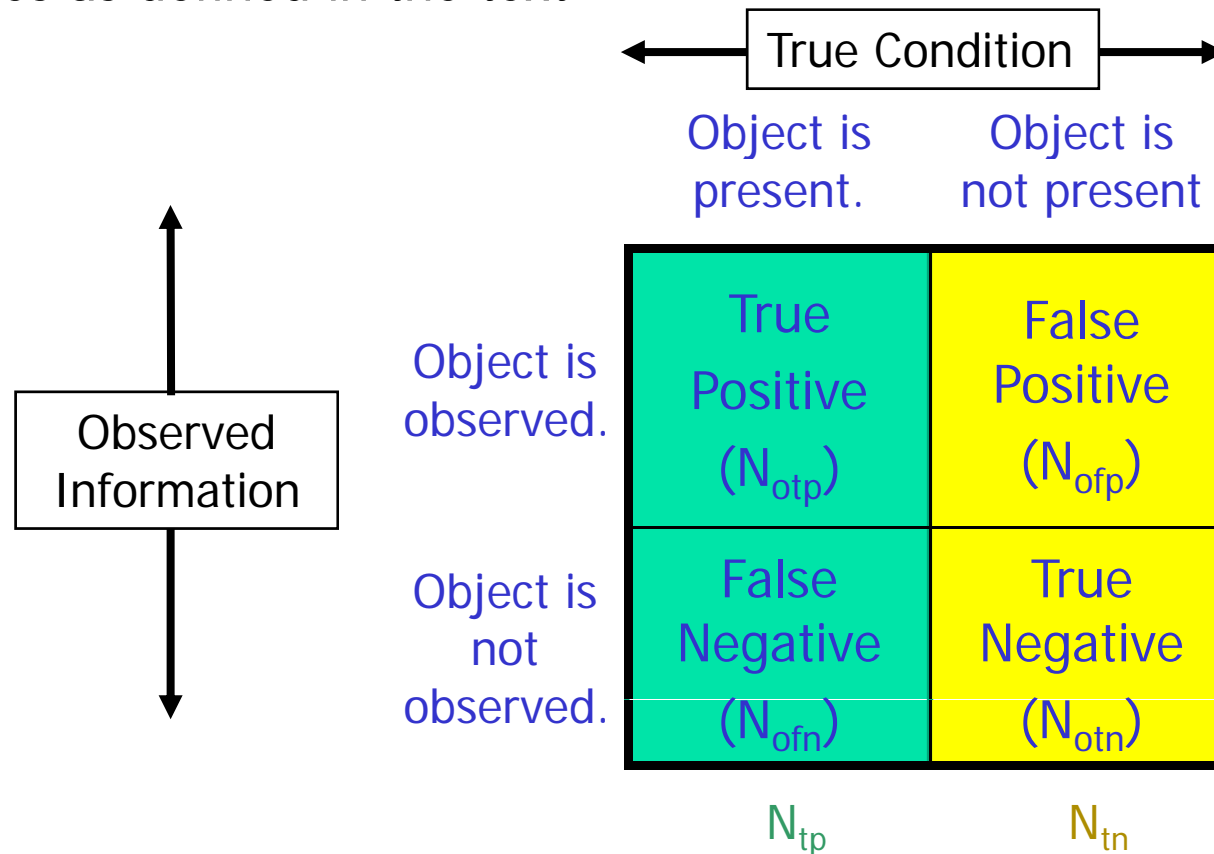 True Condition
Object is
present.
Object is
not present
Observed
Information
Object is
observed.
True
Positive
(Notp)
False
Positive
(Nofp)
Object is
not
observed.
False
Negative
(Nofn)
True
Negative
(Notn)
Ntp
Ntn